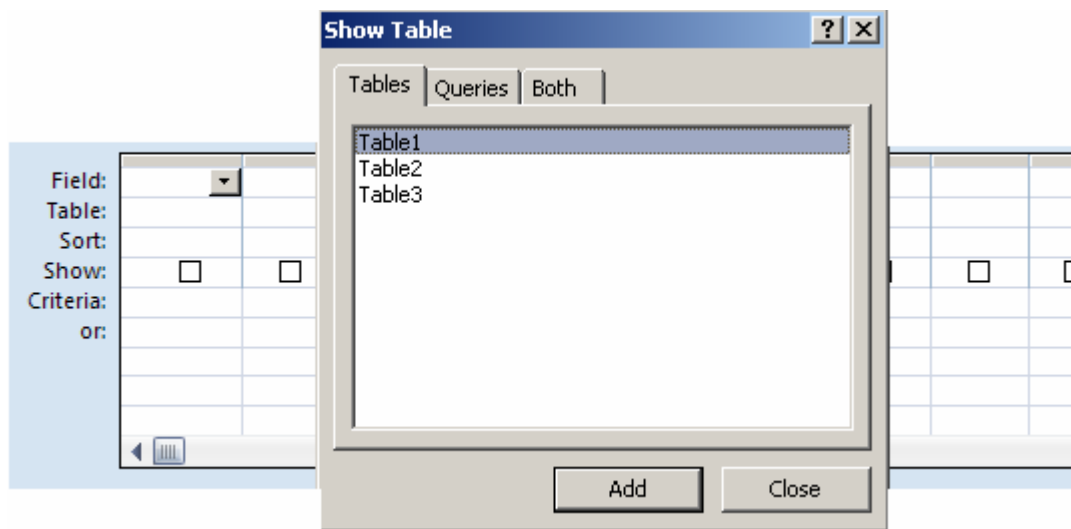 Show Table
Tables Queries Both
Table1
Table2
Table3
Field:
Table:
Sort:
Show:
Criteria:
or:
Add Close